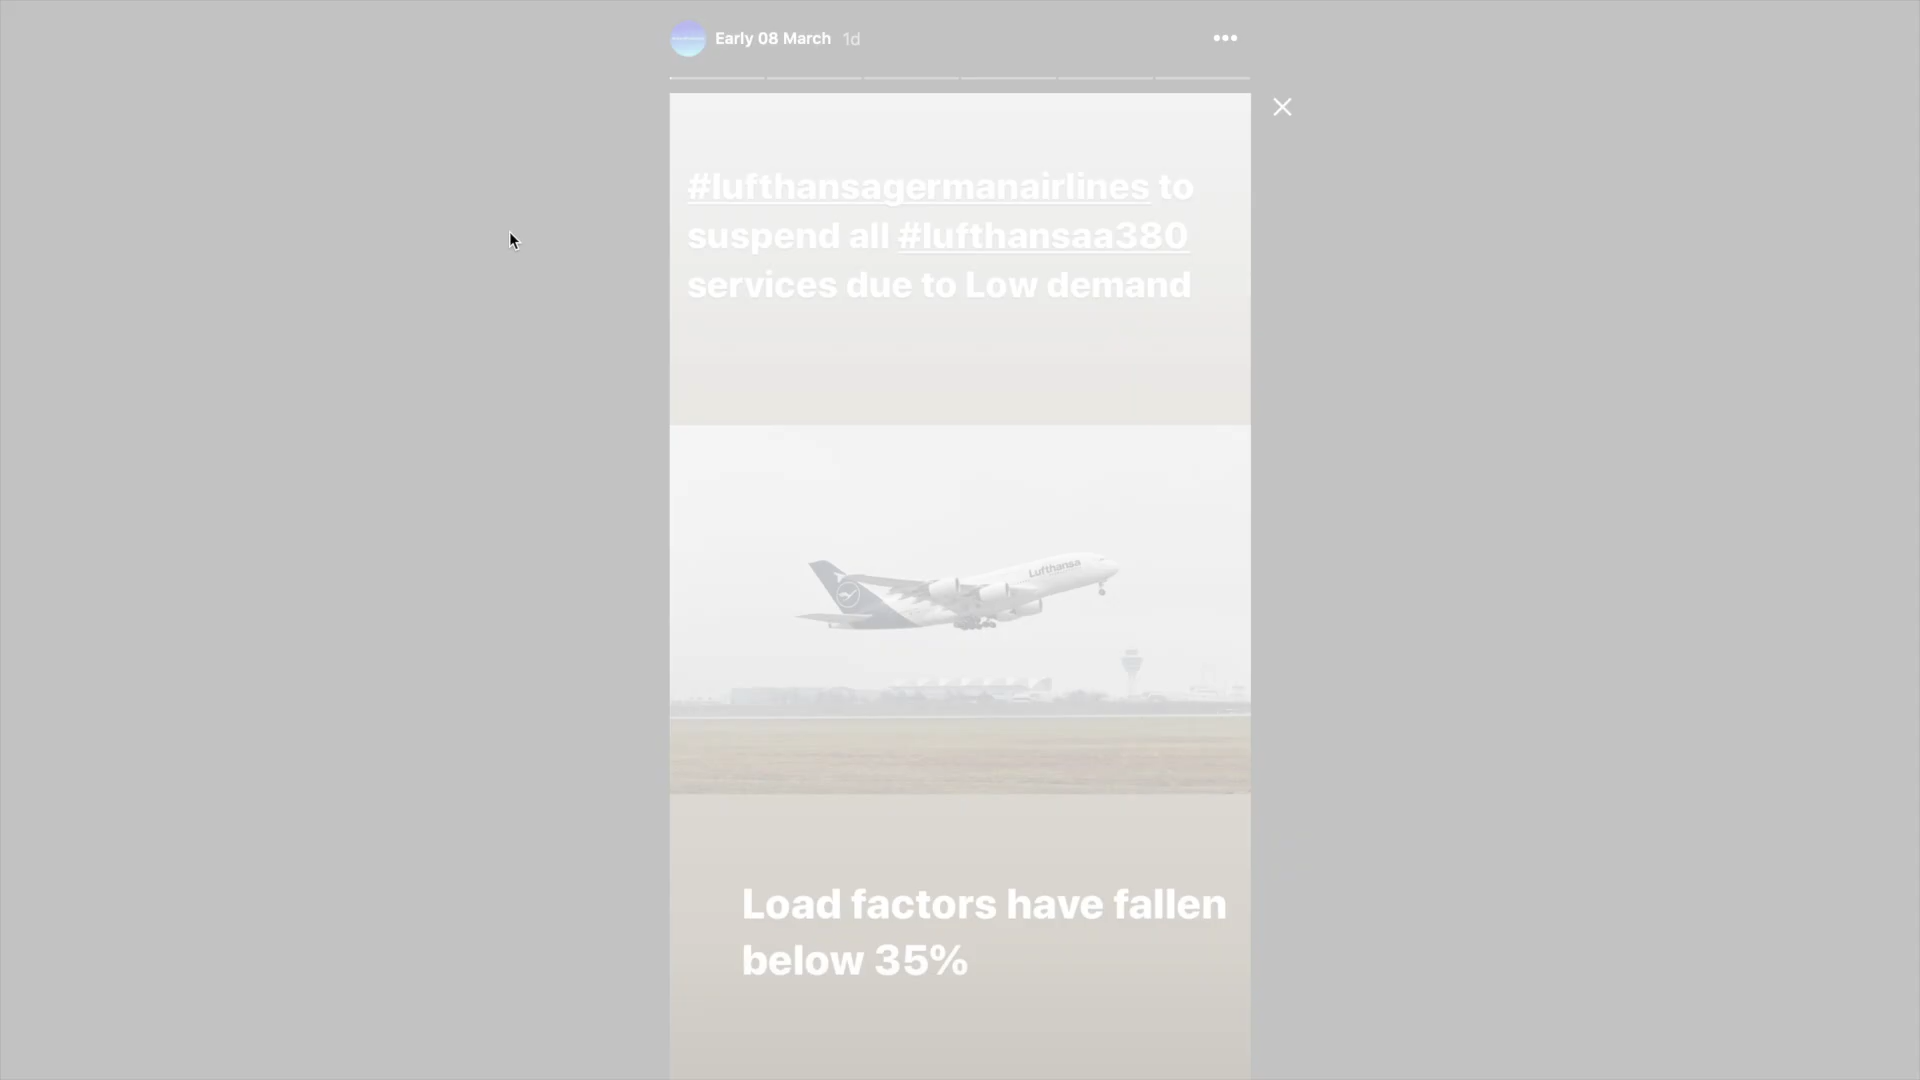 Early 08 March 1d
#lufthansagermanairlines to
suspend all #lufthansaa380
services due to Low demand
Lufthansa
Load factors have fallen
below 35%